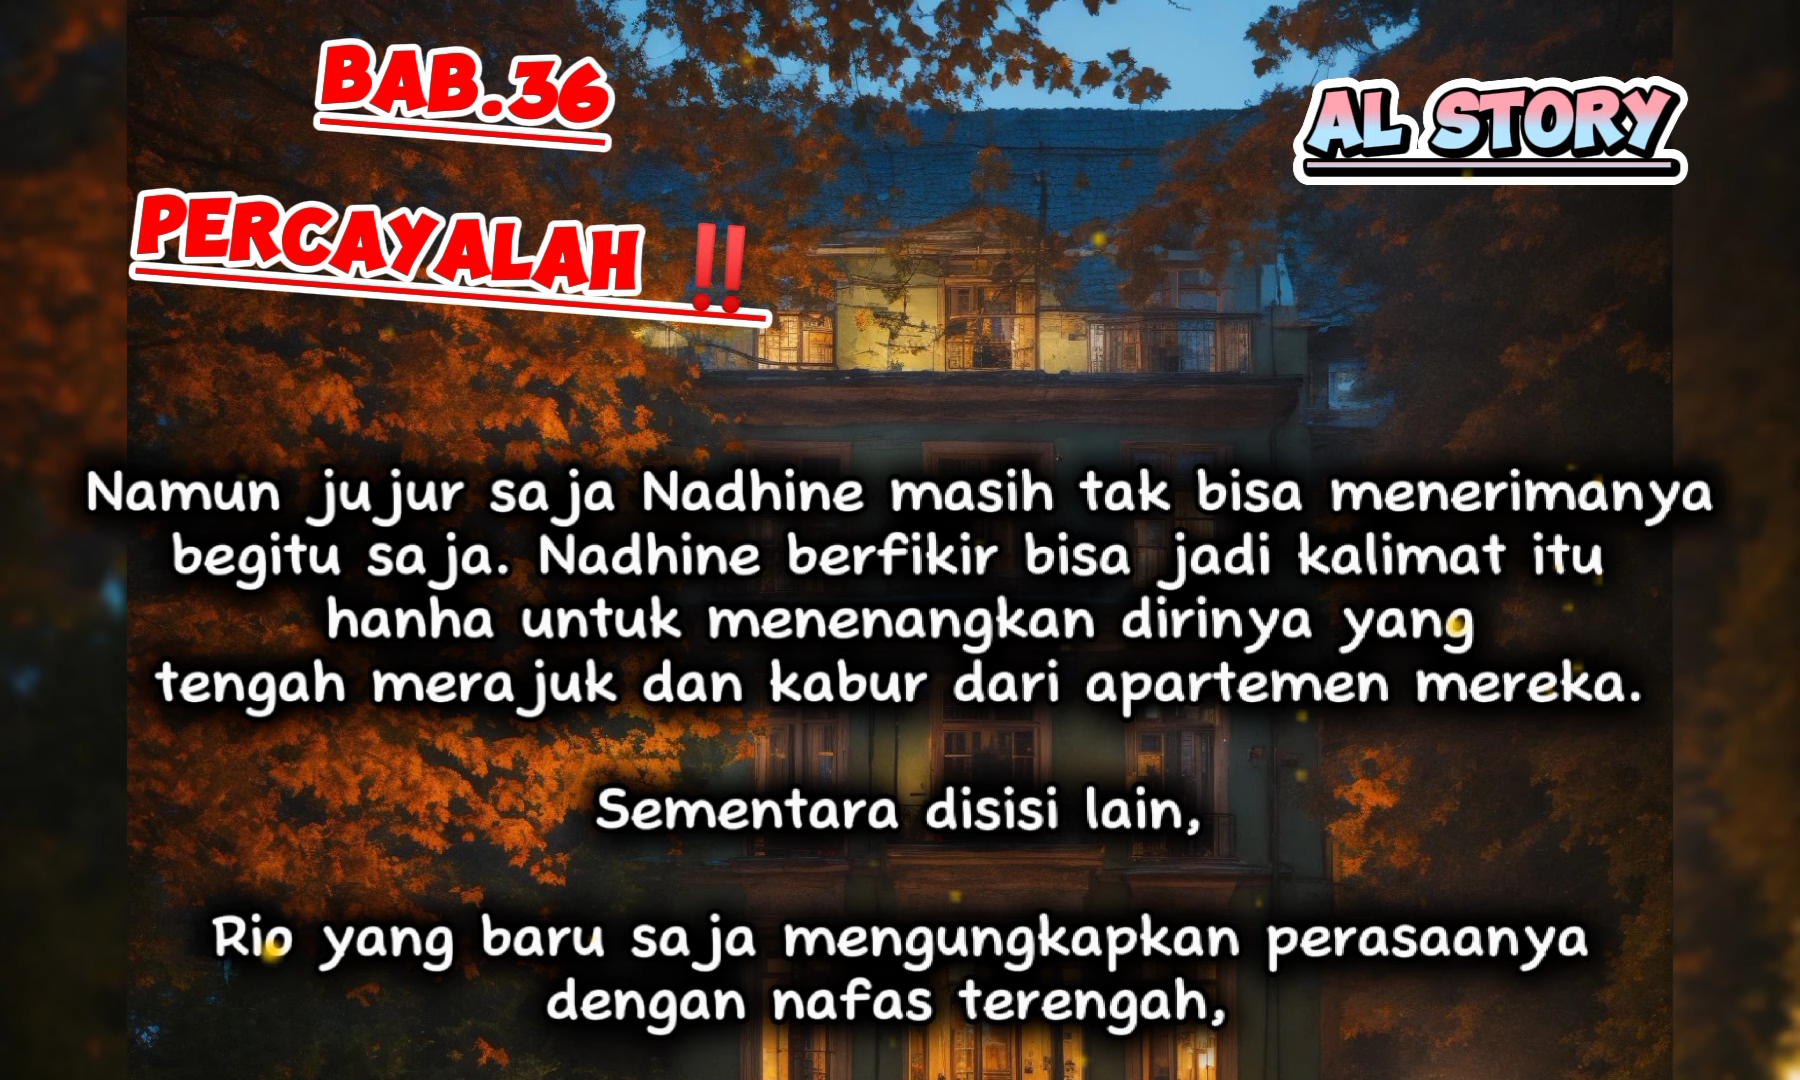 BAB.36
AL STORY
PERCAYALAH ‼️
Namun jujur saja Nadhine masih tak bisa menerimanya
begitu saja. Nadhine berfikir bisa jadi kalimat itu
hanha untuk menenangkan dirinya yang
tengah merajuk dan kabur dari apartemen mereka.
Sementara disisi lain,
Rio yang baru saja mengungkapkan perasaanya
dengan nafas terengah,